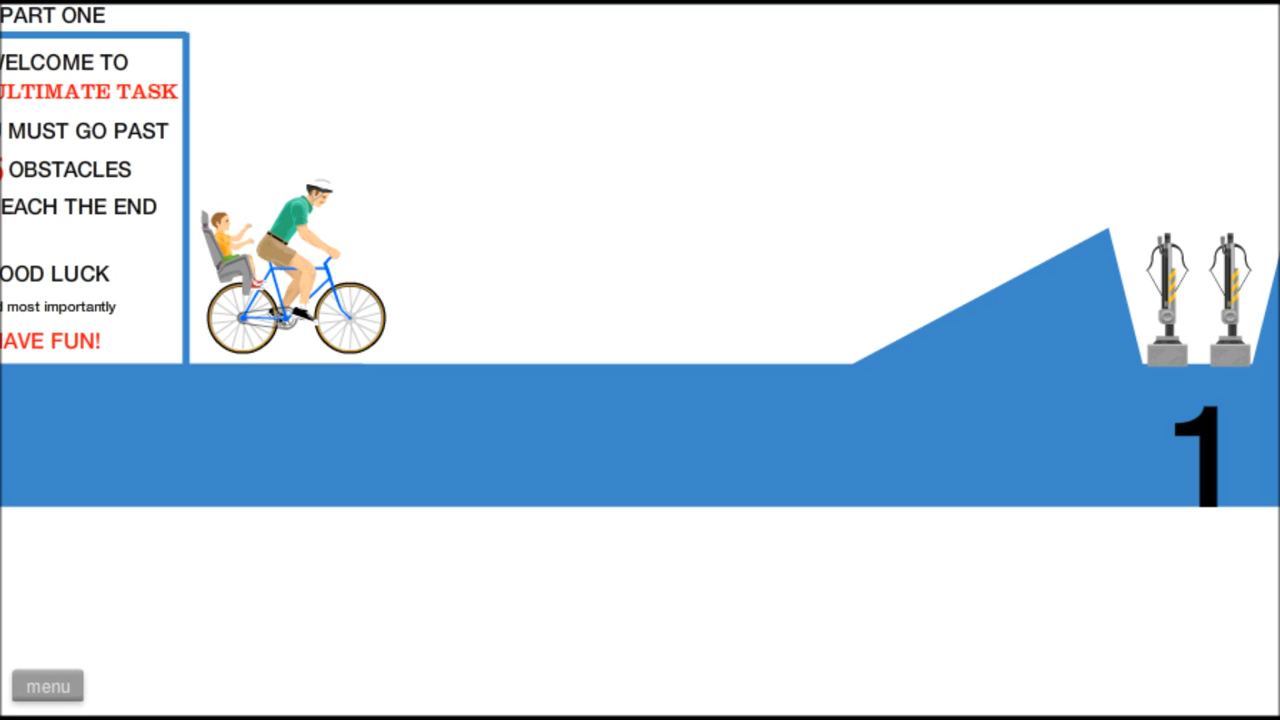 PART ONE
ELCOME TO
ULTIMATE TASK
MUST GO PAST
OBSTACLES
EACH THE END
OOD LUCK
most importantly
HAVE FUN!
1
menu